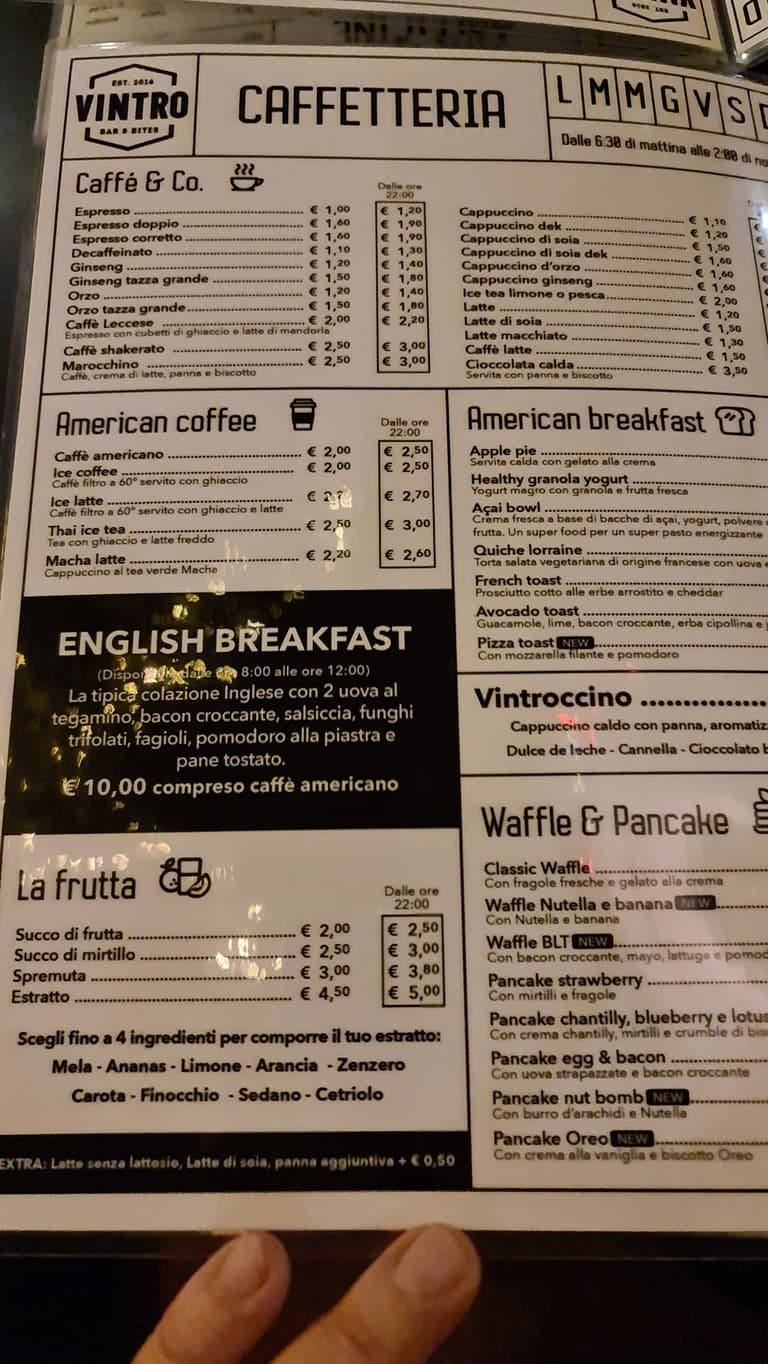 EST. 2016
VINTRO
BAR & BITES
CAFFETTERIA
L M M G V S
Dalle 6:30 di mattina alle 2:00 di
Caffé & Co.
Dalle ore
22:00
Espresso € 1,00 € 1,20
Espresso doppio € 1,60 € 1,90
Espresso corretto € 1,60 € 1,90
Decaffeinato € 1,10 € 1,30
Ginseng € 1,20 € 1,40
Ginseng tazza grande € 1,50 € 1,80
Orzo € 1,20 € 1,40
Orzo tazza grande € 1,50 € 1,80
Caffè Leccese € 2,00 € 2,20
Espresso con cubetti di ghiaccio e latte di mandorla
Caffè shakerato € 2,50 € 3,00
Marocchino € 2,50 € 3,00
Caffè, crema di latte, panna e biscotto
Cappuccino € 1,10
Cappuccino dek € 1,20
Cappuccino di soia € 1,50
Cappuccino di soia dek € 1,60
Cappuccino d'orzo € 1,60
Cappuccino ginseng € 1,60
Ice tea limone o pesca € 2,00
Latte € 1,20
Latte di soia € 1,50
Latte macchiato € 1,30
Caffè latte € 1,50
Cioccolata calda € 3,50
Servita con panna e biscotto
American coffee
Dalle ore
22:00
Caffè americano € 2,00 € 2,50
Ice coffee € 2,00 € 2,50
Caffè filtro a 60° servito con ghiaccio
Ice latte € € 2,70
Caffè filtro a 60° servito con ghiaccio e latte
Thai ice tea € 2,50 € 3,00
Tea con ghiaccio e latte freddo
Macha latte € 2,20 € 2,60
Cappuccino al tea verde Macha
American breakfast
Apple pie
Servita calda con gelato alla crema
Healthy granola yogurt
Yogurt magro con granola e frutta fresca
Açai bowl
Crema fresca a base di bacche di açai, yogurt, polvere
frutta. Un super food per un super pasto energizzante
Quiche lorraine
Torta salata vegetariana di origine francese con uova
French toast
Prosciutto cotto alle erbe arrostito e cheddar
Avocado toast
Guacamole, lime, bacon croccante, erba cipollina e
Pizza toast NEW
Con mozzarella filante e pomodoro
ENGLISH BREAKFAST
8:00 alle ore 12:00)
La tipica colazione Inglese con 2 uova al
tegamino, bacon croccante, salsiccia, funghi
trifolati, fagioli, pomodoro alla piastra e
pane tostato.
€ 10,00 compreso caffè americano
Vintroccino
Cappuccino caldo con panna,
Dulce de leche - Cannella - Cioccolato
La frutta
Dalle ore
22:00
Succo di frutta € 2,00 € 2,50
Succo di mirtillo € 2,50 € 3,00
Spremuta € 3,00 € 3,80
Estratto € 4,50 € 5,00
Scegli fino a 4 ingredienti per comporre il tuo estratto:
Mela - Ananas - Limone - Arancia - Zenzero
Carota - Finocchio - Sedano - Cetriolo
EXTRA: Latte senza lattosio, Latte di soia, panna aggiuntiva + € 0,50
Waffle & Pancake
Classic Waffle
Con fragole fresche e gelato alla crema
Waffle Nutella e banana NEW
Con Nutella e banana
Waffle BLT NEW
Con bacon croccante, mayo, lattuga e
Pancake strawberry
Con mirtilli e fragole
Pancake chantilly, blueberry e lotus
Con crema chantilly, mirtilli e crumble di
Pancake egg & bacon
Con uova strapazzate e bacon croccante
Pancake nut bomb NEW
Con burro d'arachidi e Nutella
Pancake Oreo NEW
Con crema alla vaniglia e biscotto Oreo